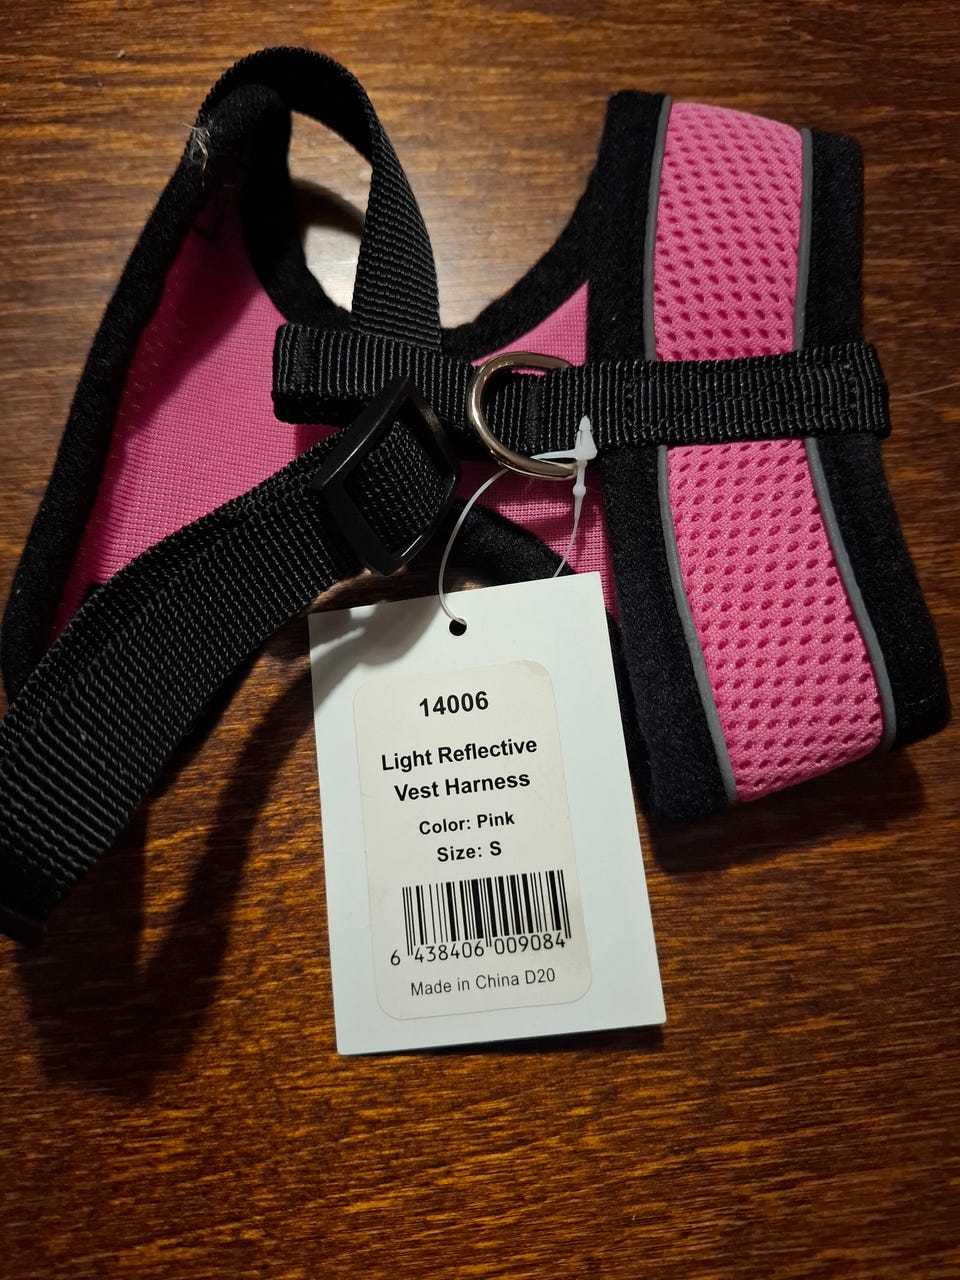 14006
Light Reflective
Vest Harness
Color: Pink
Size: S
6 438406 009084
Made in China D20